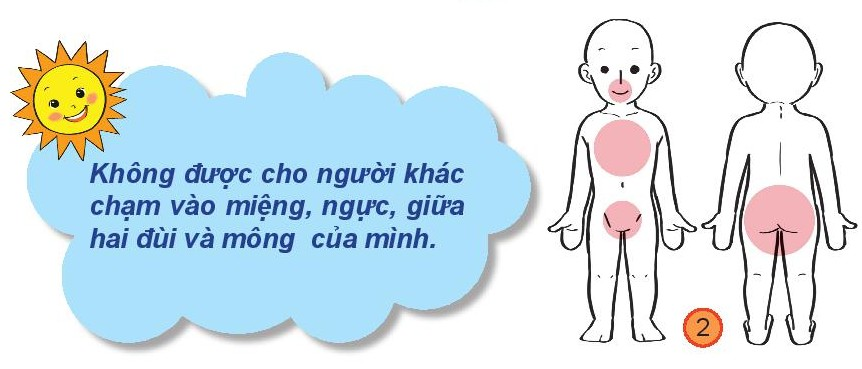 Không được cho người khác
chạm vào miệng, ngực, giữa
hai đùi và mông của mình.
2